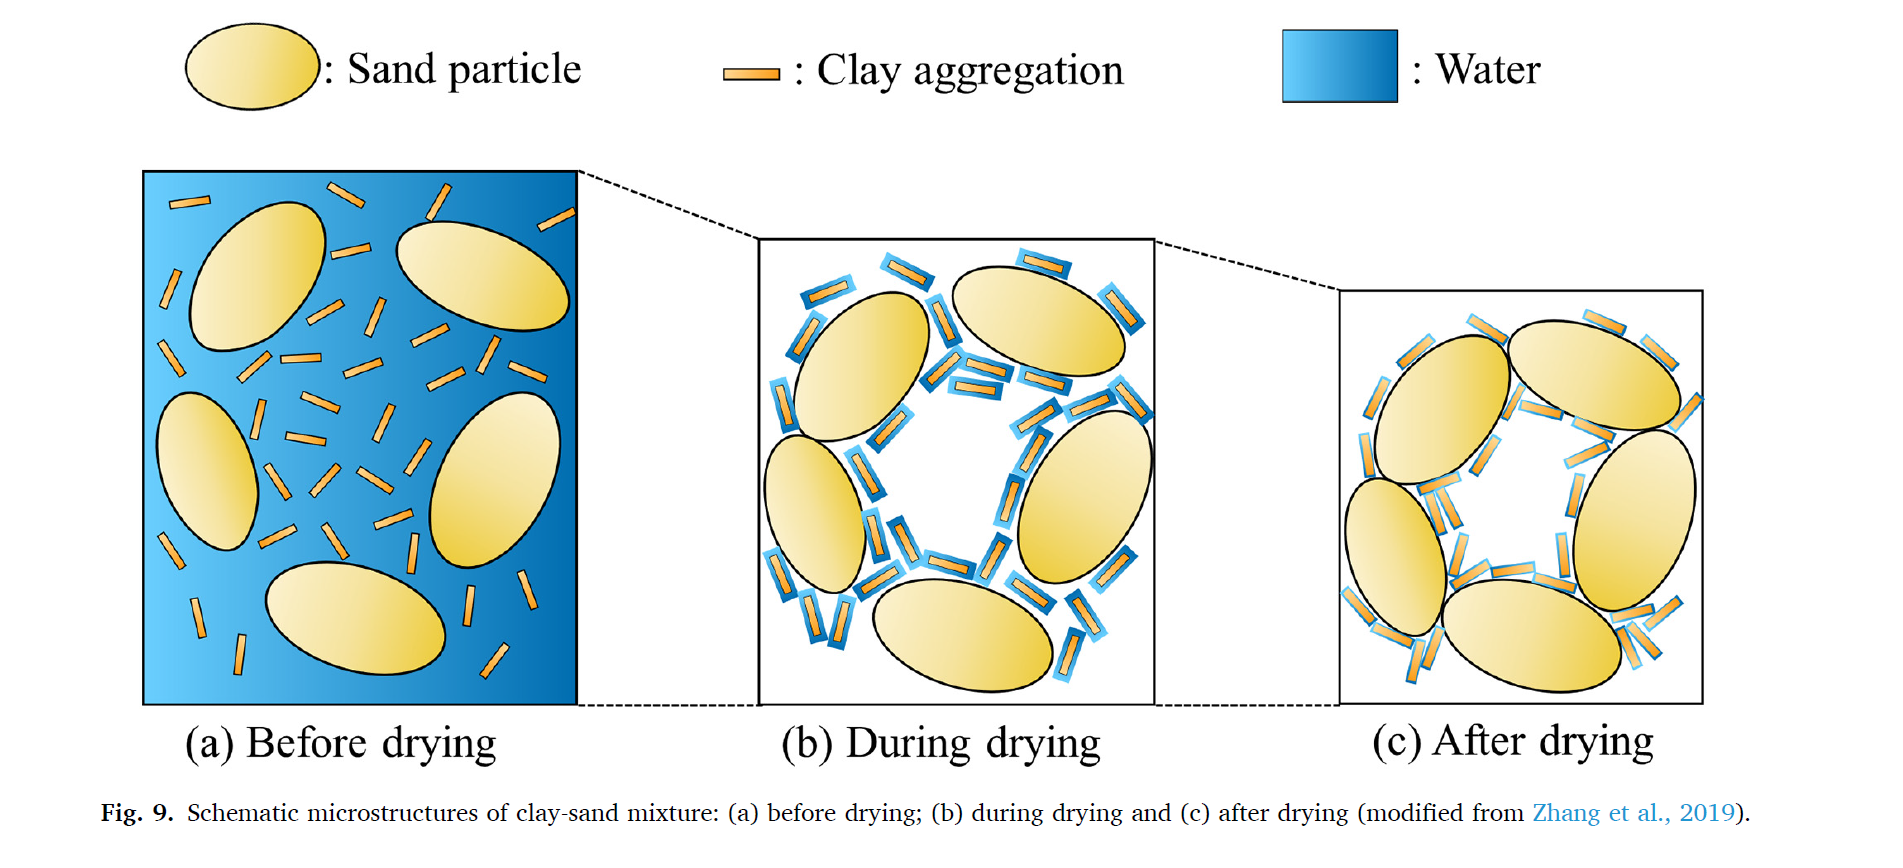 : Sand particle
: Clay aggregation
: Water
(a) Before drying
(b) During drying
(c) After drying
Fig. 9. Schematic microstructures of clay-sand mixture: (a) before drying; (b) during drying and (c) after drying (modified from Zhang et al., 2019).